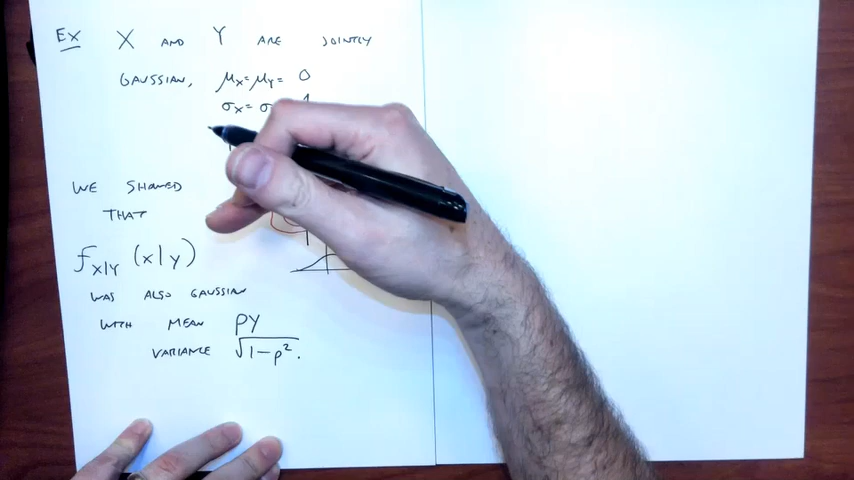 EX X AND Y ARE JOINTLY
GAUSSIAN, μx = μY = 0
σx = σ
WE SHOWED
THAT
fX|Y (x|y)
WAS ALSO GAUSSIAN
WITH MEAN ρY
VARIANCE √1-ρ².